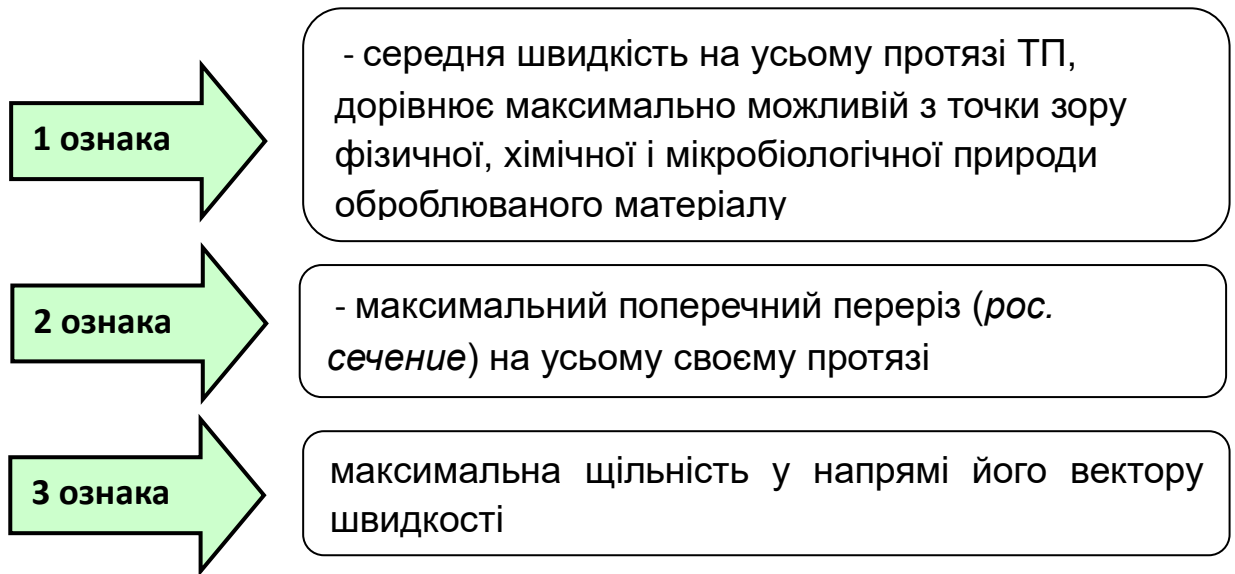 1 ознака
- середня швидкість на усьому протязі ТП,
дорівнює максимально можливій з точки зору
фізичної, хімічної і мікробіологічної природи
оброблюваного матеріалу
2 ознака
- максимальний поперечний переріз (рос.
сечение) на усьому своєму протязі
3 ознака
максимальна щільність у напрямі його вектору
швидкості